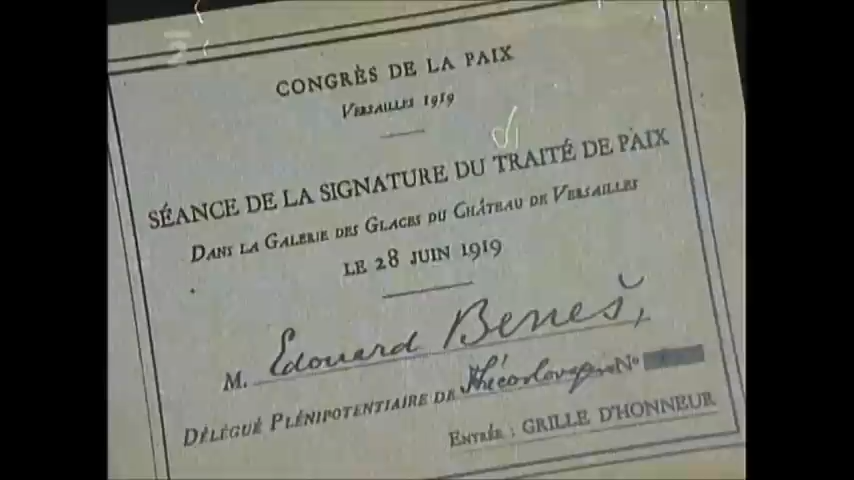 CONGRÈS DE LA PAIX
VERSAILLES 1919
SÉANCE DE LA SIGNATURE DU TRAITÉ DE PAIX
DANS LA GALERIE DES GLACES DU CHÂTEAU DE VERSAILLES
LE 28 JUIN 1919
M. Edouard Beneš,
DÉLÉGUÉ PLÉNIPOTENTIAIRE DE Nº
ENTRÉE : GRILLE D'HONNEUR